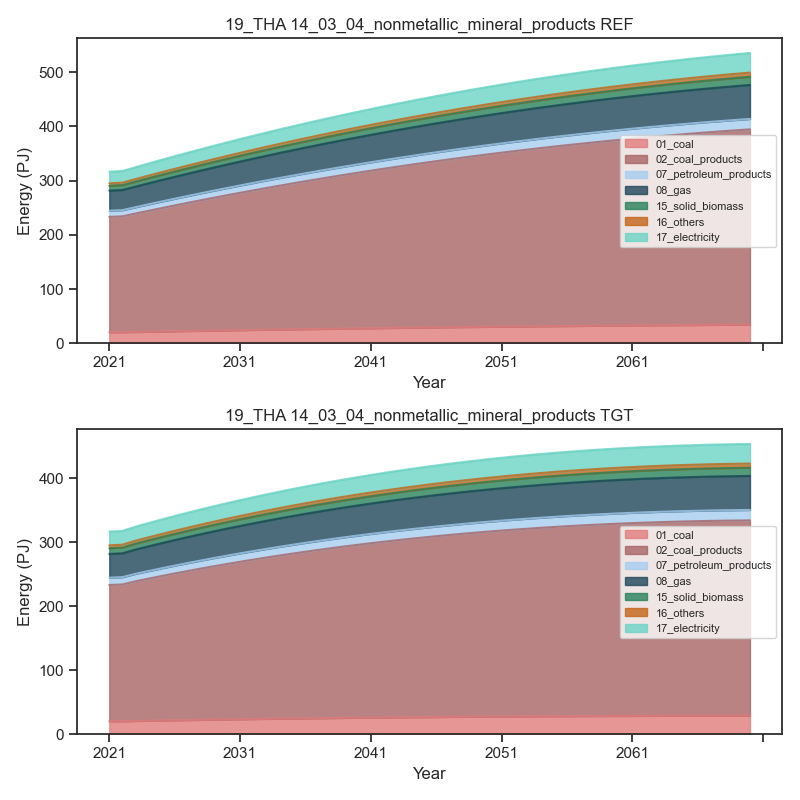 19_THA 14_03_04_nonmetallic_mineral_products REF
Energy (PJ)
500
400
300
200
100
0
01_coal
02_coal_products
07_petroleum_products
08_gas
15_solid_biomass
16_others
17_electricity
2021 2031 2041 2051 2061
Year
19_THA 14_03_04_nonmetallic_mineral_products TGT
Energy (PJ)
400
300
200
100
0
01_coal
02_coal_products
07_petroleum_products
08_gas
15_solid_biomass
16_others
17_electricity
2021 2031 2041 2051 2061
Year